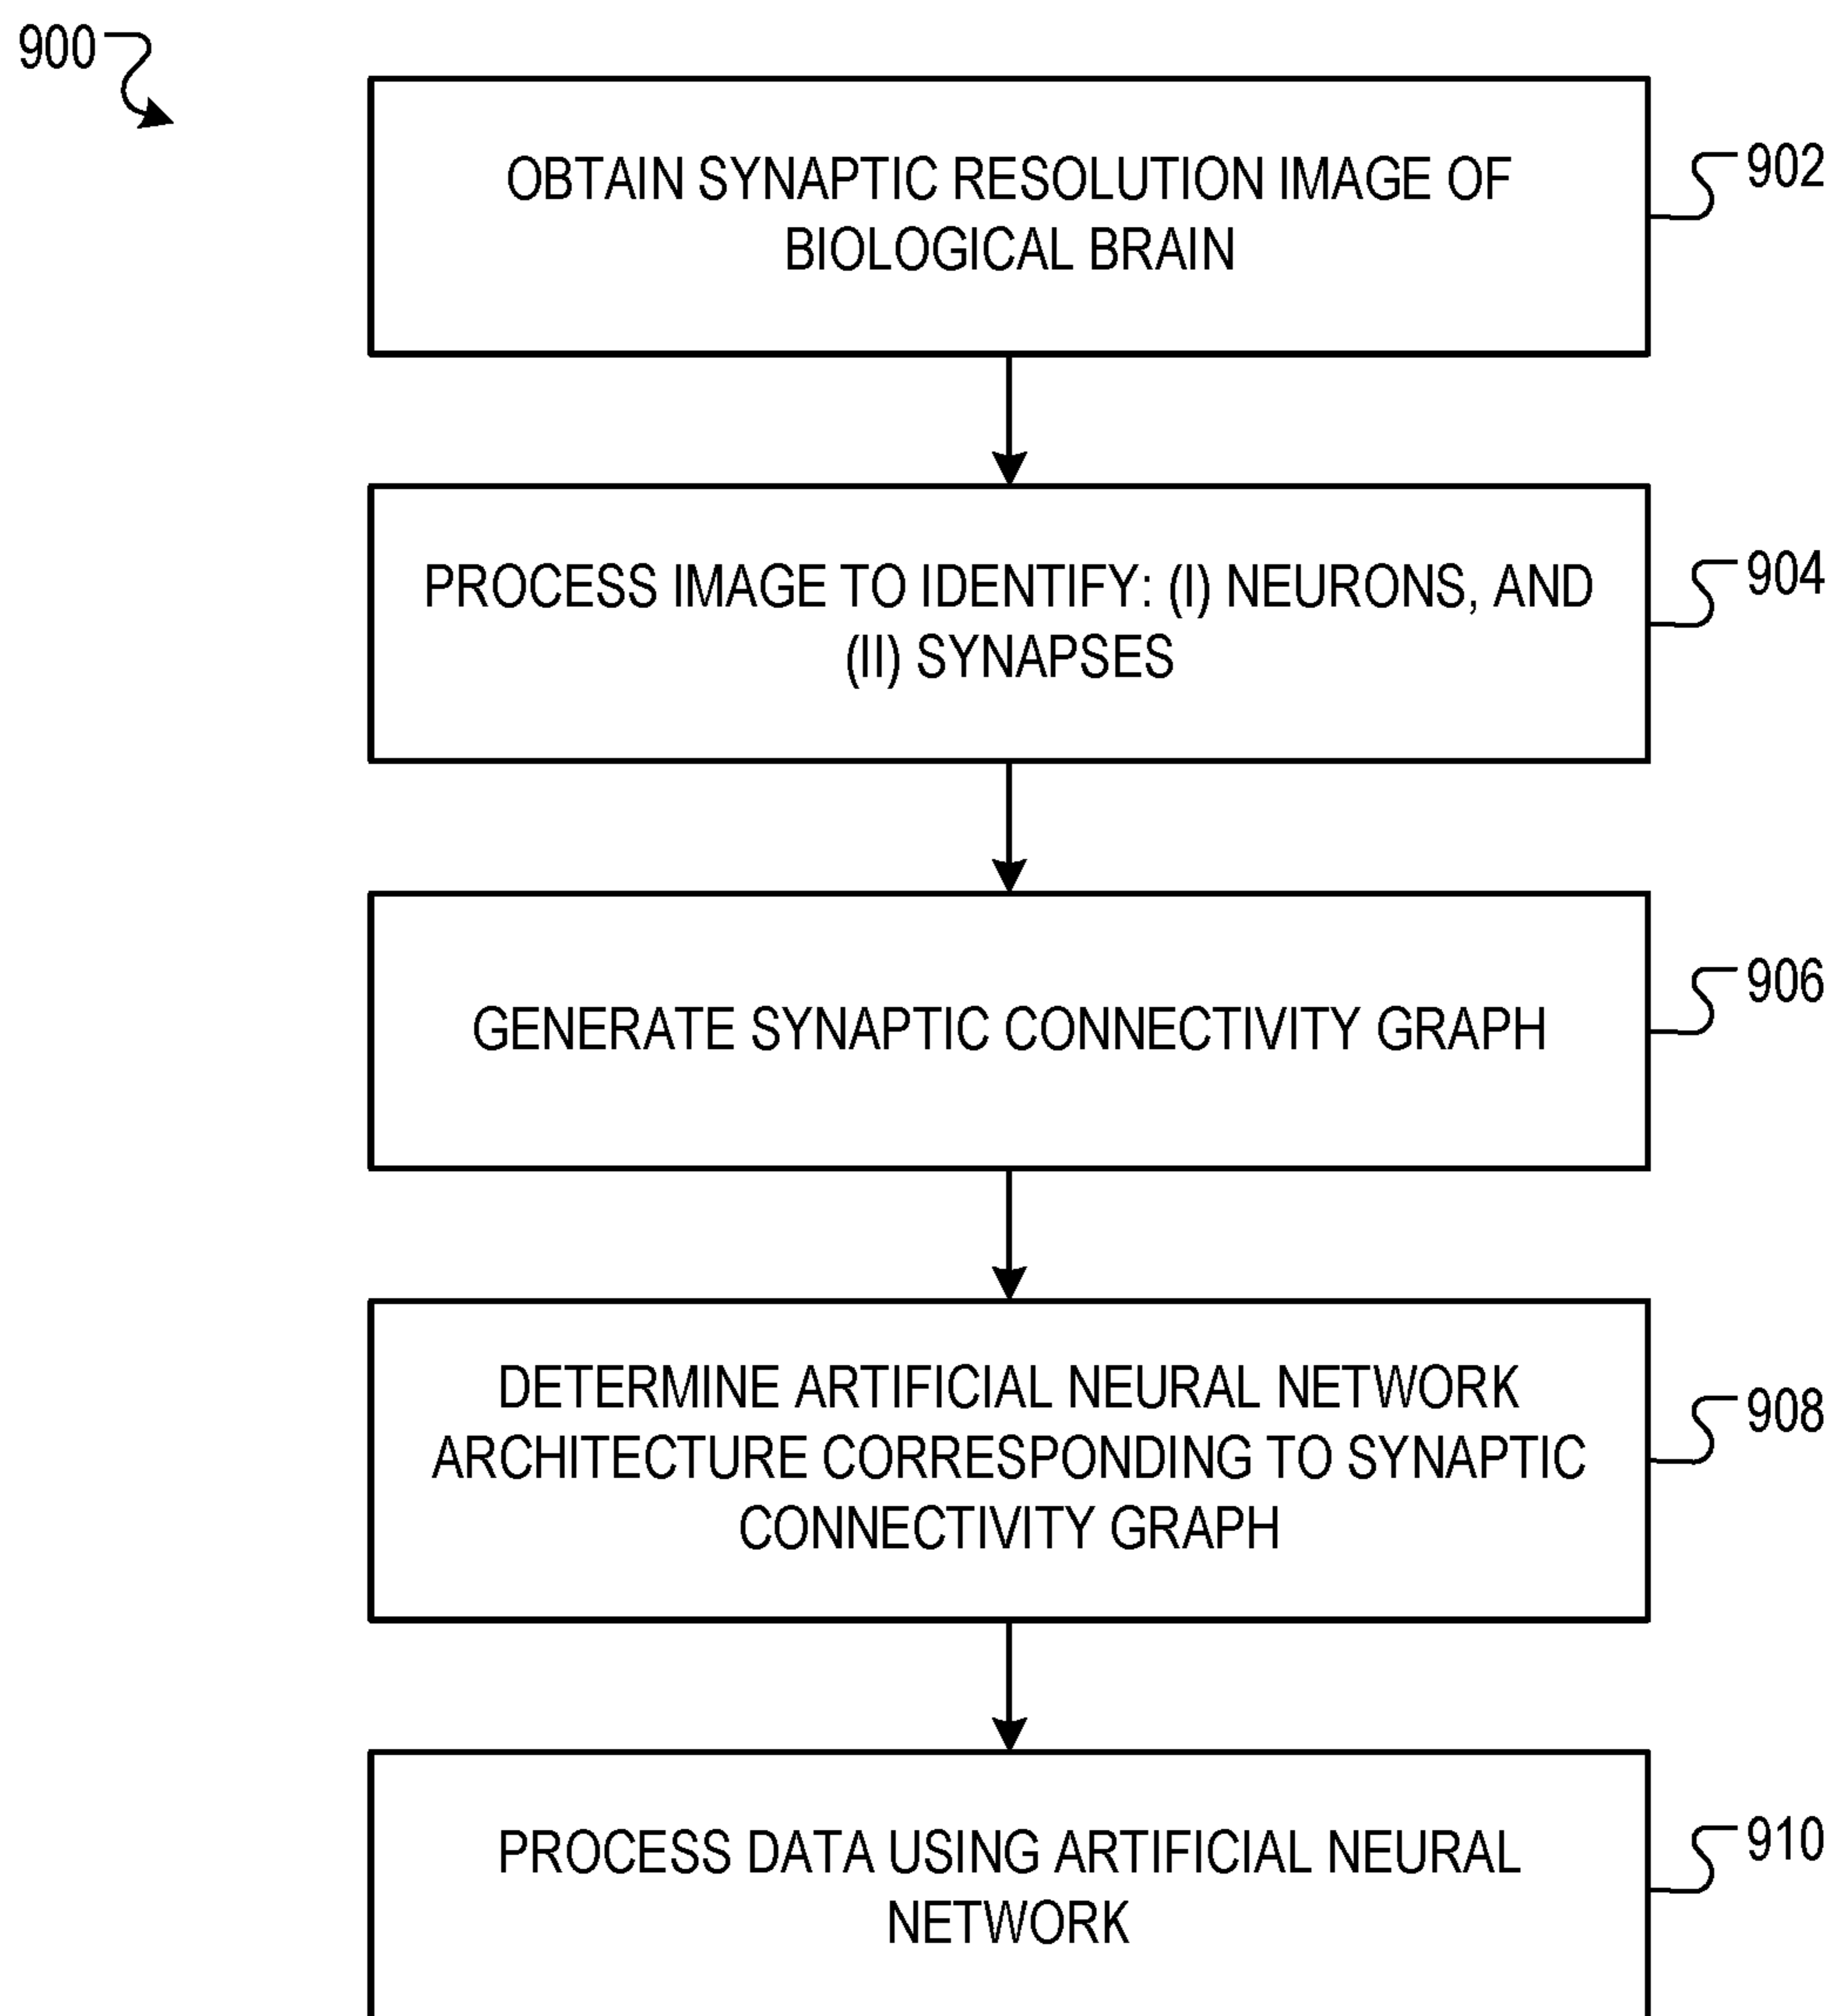 900
OBTAIN SYNAPTIC RESOLUTION IMAGE OF
BIOLOGICAL BRAIN
902
PROCESS IMAGE TO IDENTIFY: (I) NEURONS, AND
(II) SYNAPSES
904
GENERATE SYNAPTIC CONNECTIVITY GRAPH
906
DETERMINE ARTIFICIAL NEURAL NETWORK
ARCHITECTURE CORRESPONDING TO SYNAPTIC
CONNECTIVITY GRAPH
908
PROCESS DATA USING ARTIFICIAL NEURAL
NETWORK
910